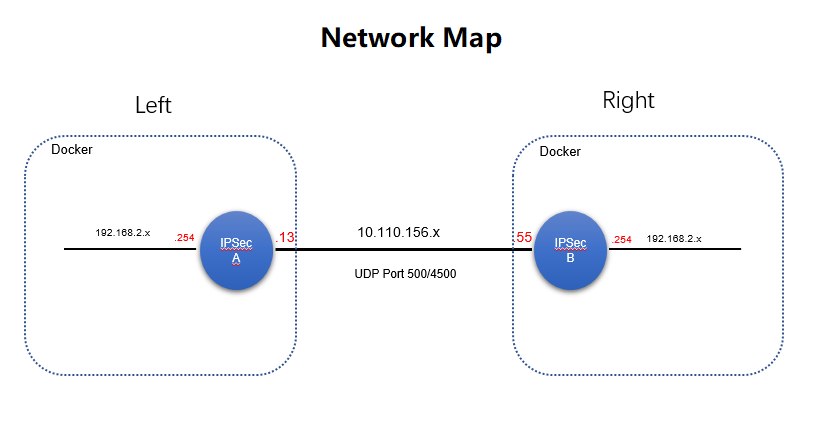 Network Map
Left
Right
Docker
Docker
192.168.2.x
.254
IPSec
A
.13
10.110.156.x
UDP Port 500/4500
55
IPSec
B
.254
192.168.2.x